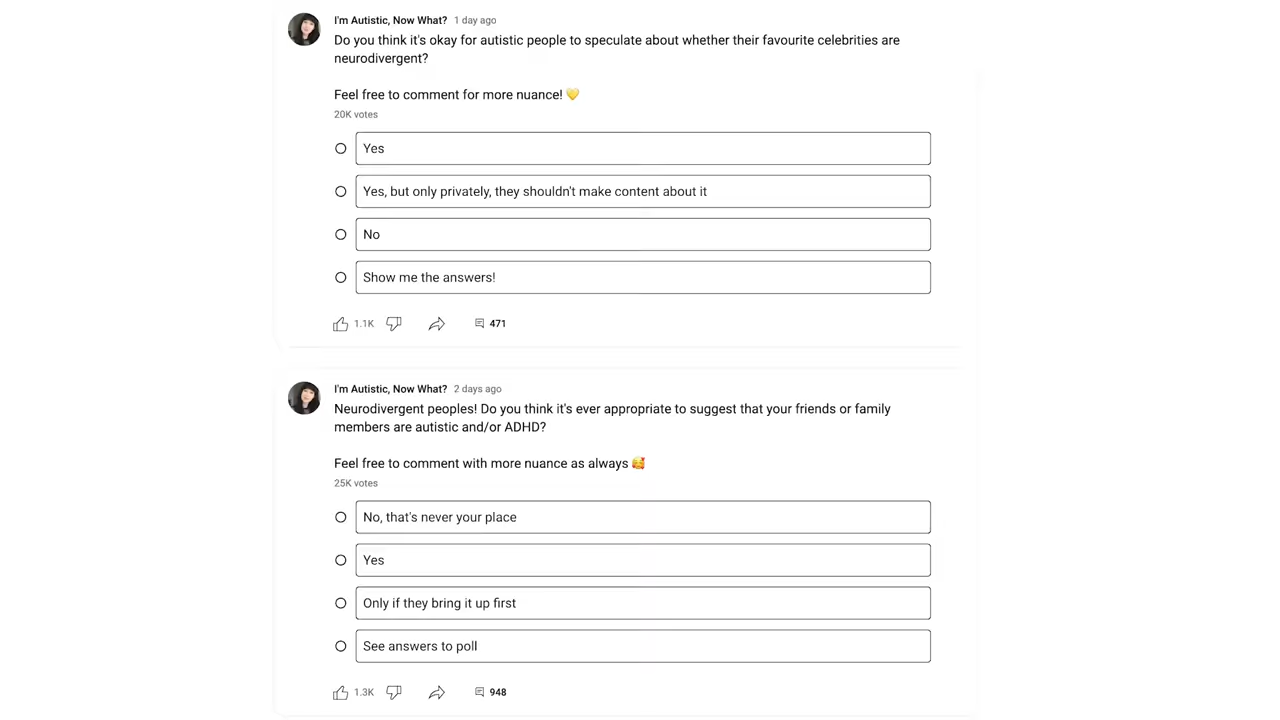 I'm Autistic, Now What? 1 day ago
Do you think it's okay for autistic people to speculate about whether their favourite celebrities are
neurodivergent?
Feel free to comment for more nuance! 💛
20K votes
Yes
Yes, but only privately, they shouldn't make content about it
No
Show me the answers!
1.1K 471
I'm Autistic, Now What? 2 days ago
Neurodivergent peoples! Do you think it's ever appropriate to suggest that your friends or family
members are autistic and/or ADHD?
Feel free to comment with more nuance as always 🥰
25K votes
No, that's never your place
Yes
Only if they bring it up first
See answers to poll
1.3K 948